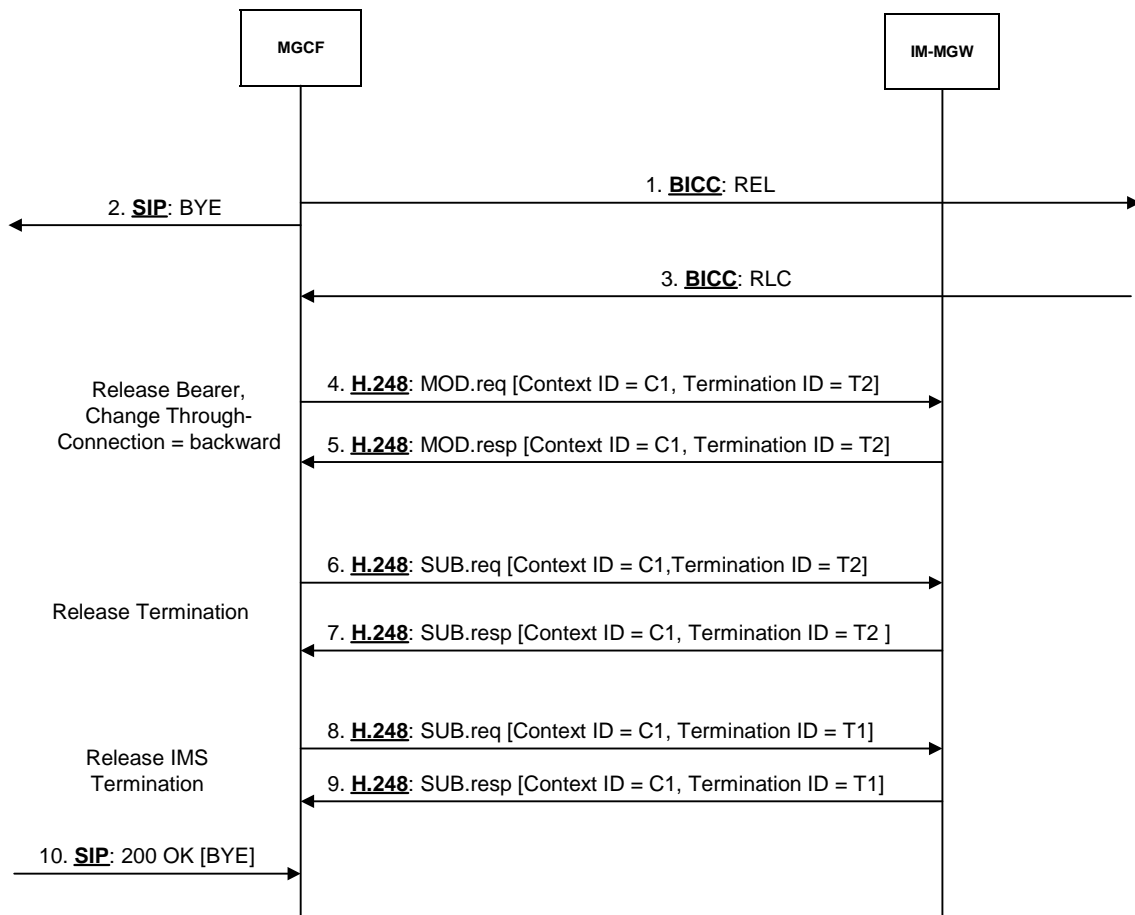 MGCF
IM-MGW
1. BICC: REL
2. SIP: BYE
3. BICC: RLC
Release Bearer,
Change Through-
Connection = backward
4. H.248: MOD.req [Context ID = C1, Termination ID = T2]
5. H.248: MOD.resp [Context ID = C1, Termination ID = T2]
6. H.248: SUB.req [Context ID = C1,Termination ID = T2]
Release Termination
7. H.248: SUB.resp [Context ID = C1, Termination ID = T2 ]
8. H.248: SUB.req [Context ID = C1, Termination ID = T1]
Release IMS
Termination
9. H.248: SUB.resp [Context ID = C1, Termination ID = T1]
10. SIP: 200 OK [BYE]